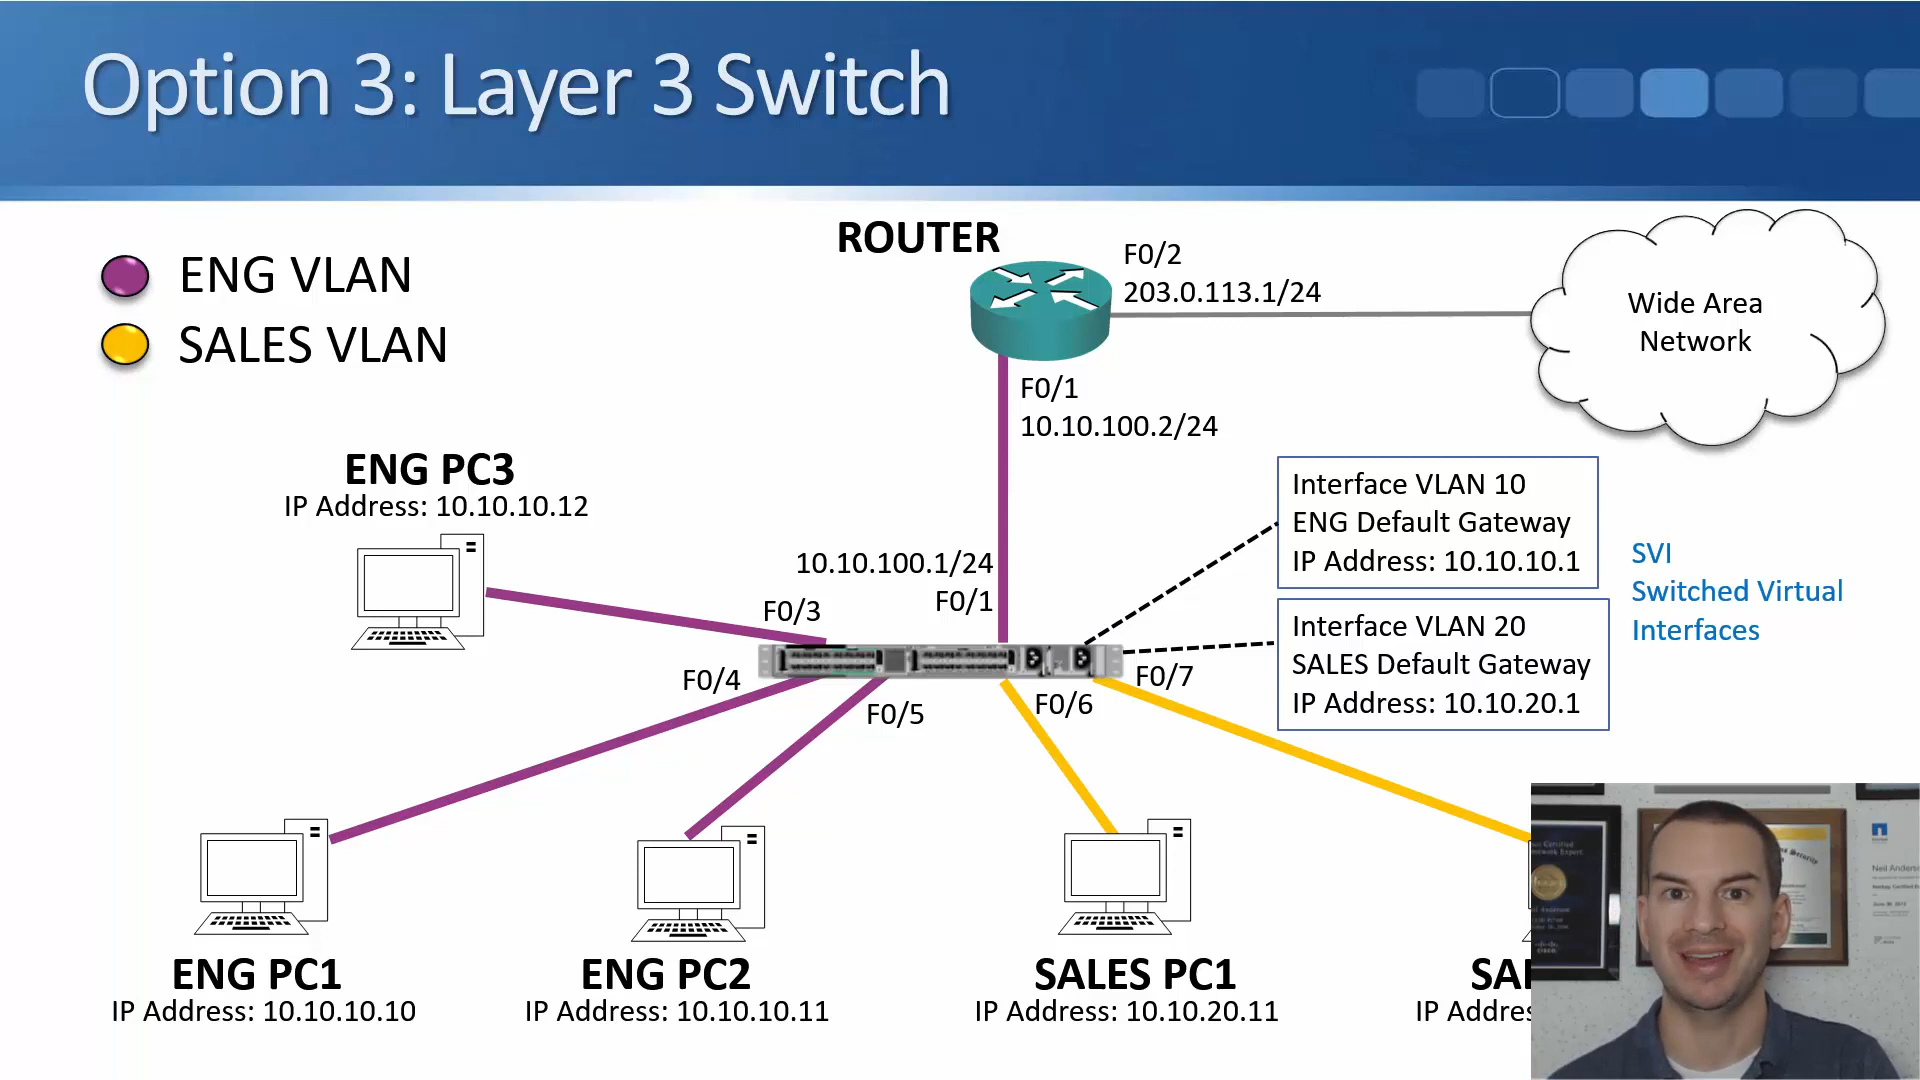 Option 3: Layer 3 Switch
ROUTER
F0/2
203.0.113.1/24
Wide Area
Network
ENG VLAN
SALES VLAN
F0/1
10.10.100.2/24
ENG PC3
IP Address: 10.10.10.12
Interface VLAN 10
ENG Default Gateway
IP Address: 10.10.10.1
SVI
Switched Virtual
Interfaces
10.10.100.1/24
F0/1
F0/3
Interface VLAN 20
SALES Default Gateway
IP Address: 10.10.20.1
F0/4
F0/5
F0/6
F0/7
ENG PC1
IP Address: 10.10.10.10
ENG PC2
IP Address: 10.10.10.11
SALES PC1
IP Address: 10.10.20.11
IP